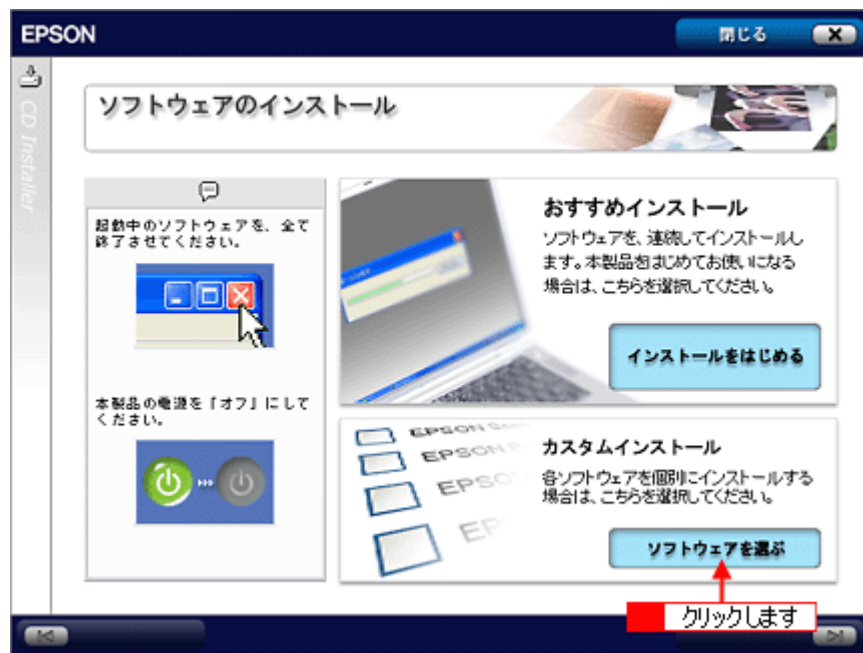 EPSON
閉じる
CD Installer
ソフトウェアのインストール
起動中のソフトウェアを、全て
終了させてください。
本製品の電源を「オフ」にして
ください。
おすすめインストール
ソフトウェアを、連続してインストールし
ます。本製品をはじめてお使いになる
場合は、こちらを選択してください。
インストールをはじめる
EPSON
EPSON
EPSO
EP
カスタムインストール
各ソフトウェアを個別にインストールする
場合は、こちらを選択してください。
ソフトウェアを選ぶ
クリックします